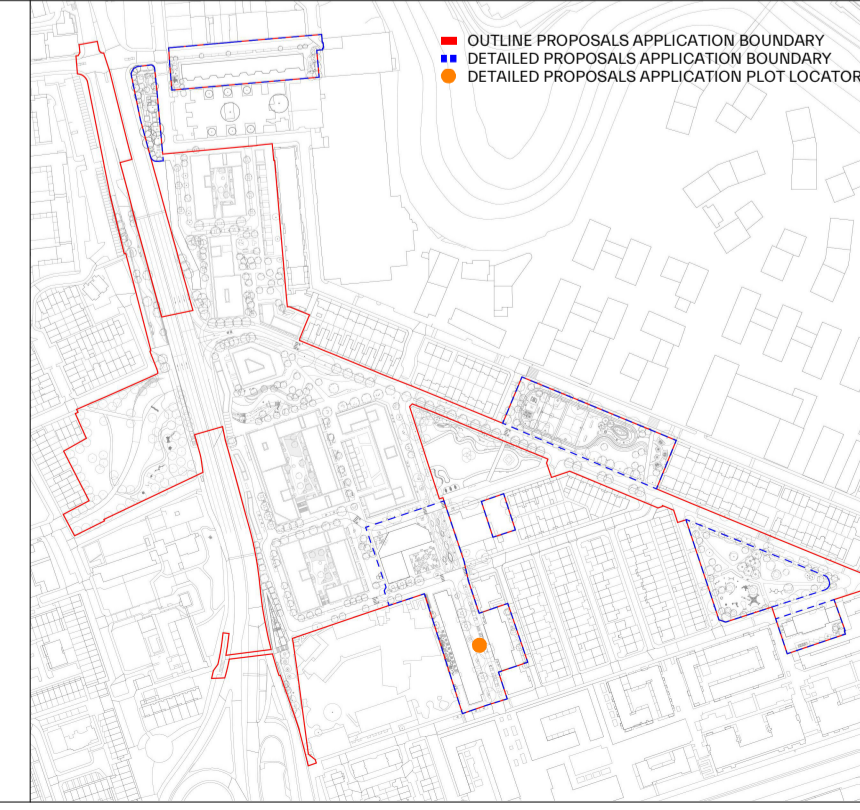 OUTLINE PROPOSALS APPLICATION BOUNDARY
DETAILED PROPOSALS APPLICATION BOUNDARY
DETAILED PROPOSALS APPLICATION PLOT LOCATOR